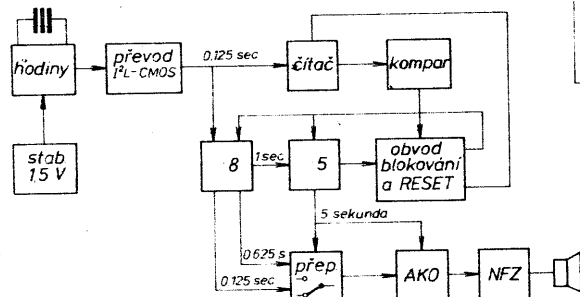 hodiny
převod
I²L-CMOS
0,125 sec
čítač
kompar
stab
1,5 V
8
1sec
5
obvod
blokování
a RESET
5 sekunda
0,625 s
0,125 sec
přep
AKO
NFZ